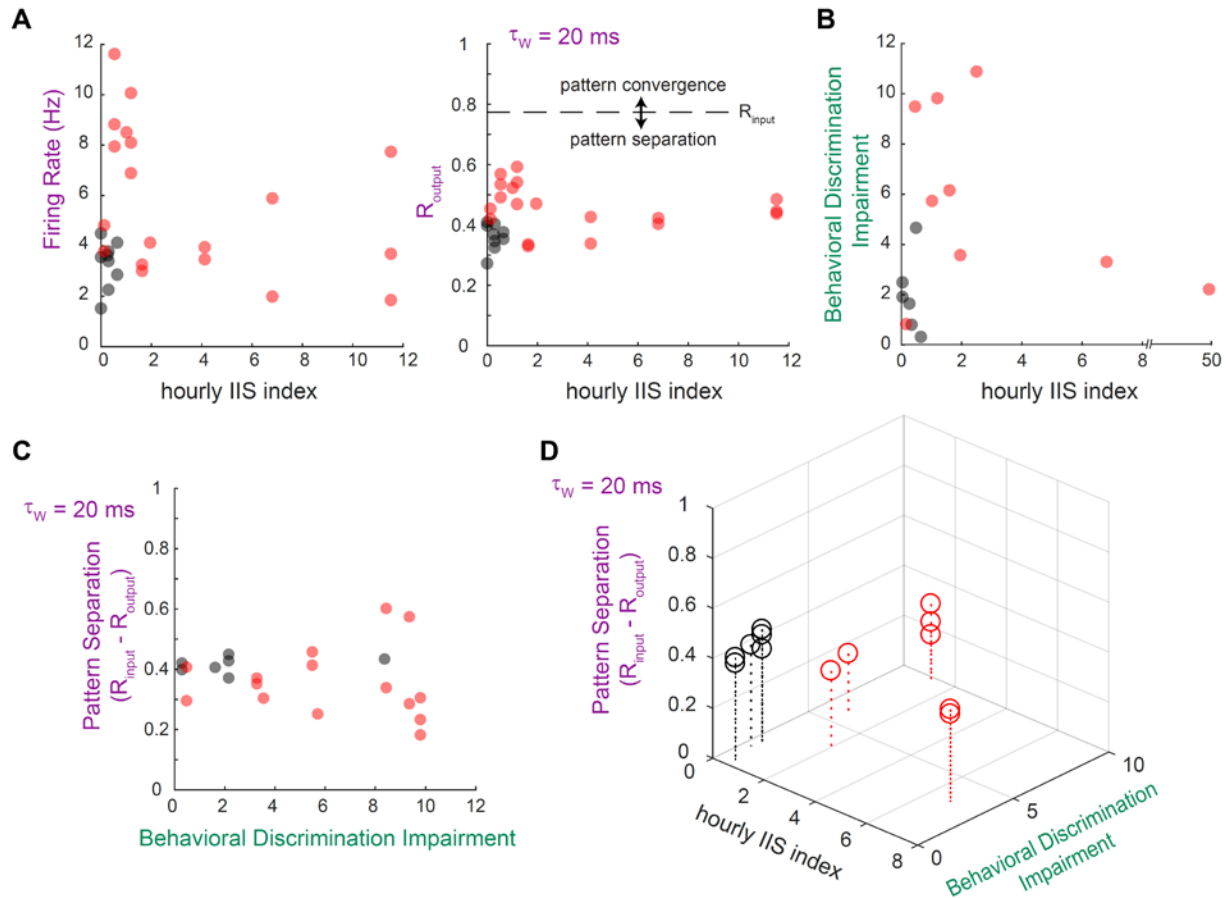 A
τW = 20 ms
B
Firing Rate (Hz)
12
10
8
6
4
2
0
0 2 4 6 8 10 12
hourly IIS index
Routput
1
0.8
0.6
0.4
0.2
0
pattern convergence
Rinput
pattern separation
0 2 4 6 8 10 12
hourly IIS index
Behavioral Discrimination
Impairment
12
10
8
6
4
2
0
0 2 4 6 8 50
hourly IIS index
C
τW = 20 ms
Pattern Separation
(Rinput - Routput)
1
0.8
0.6
0.4
0.2
0
0 2 4 6 8 10 12
Behavioral Discrimination Impairment
D
τW = 20 ms
Pattern Separation
(Rinput - Routput)
1
0.8
0.6
0.4
0.2
0
0
2
4
6
8
hourly IIS index
0
5
10
Behavioral Discrimination
Impairment